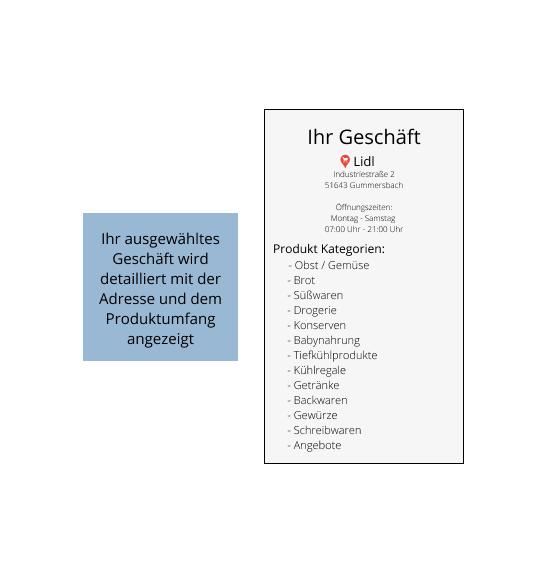 Ihr ausgewähltes
Geschäft wird
detailliert mit der
Adresse und dem
Produktumfang
angezeigt
Ihr Geschäft
Lidl
Industriestraße 2
51643 Gummersbach
Öffnungszeiten:
Montag - Samstag
07:00 Uhr - 21:00 Uhr
Produkt Kategorien:
- Obst / Gemüse
- Brot
- Süßwaren
- Drogerie
- Konserven
- Babynahrung
- Tiefkühlprodukte
- Kühlregale
- Getränke
- Backwaren
- Gewürze
- Schreibwaren
- Angebote